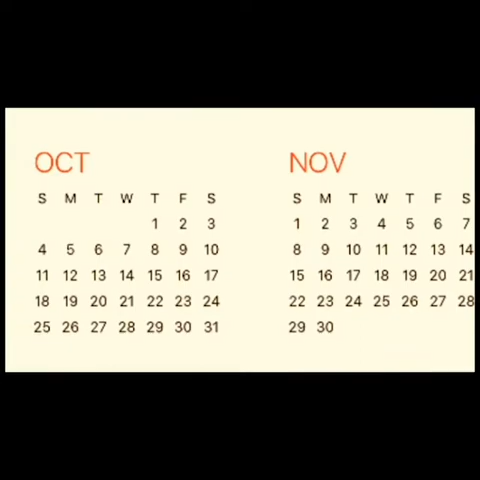 OCT
S M T W T F S
1 2 3
4 5 6 7 8 9 10
11 12 13 14 15 16 17
18 19 20 21 22 23 24
25 26 27 28 29 30 31
NOV
S M T W T F S
1 2 3 4 5 6 7
8 9 10 11 12 13 14
15 16 17 18 19 20 21
22 23 24 25 26 27 28
29 30